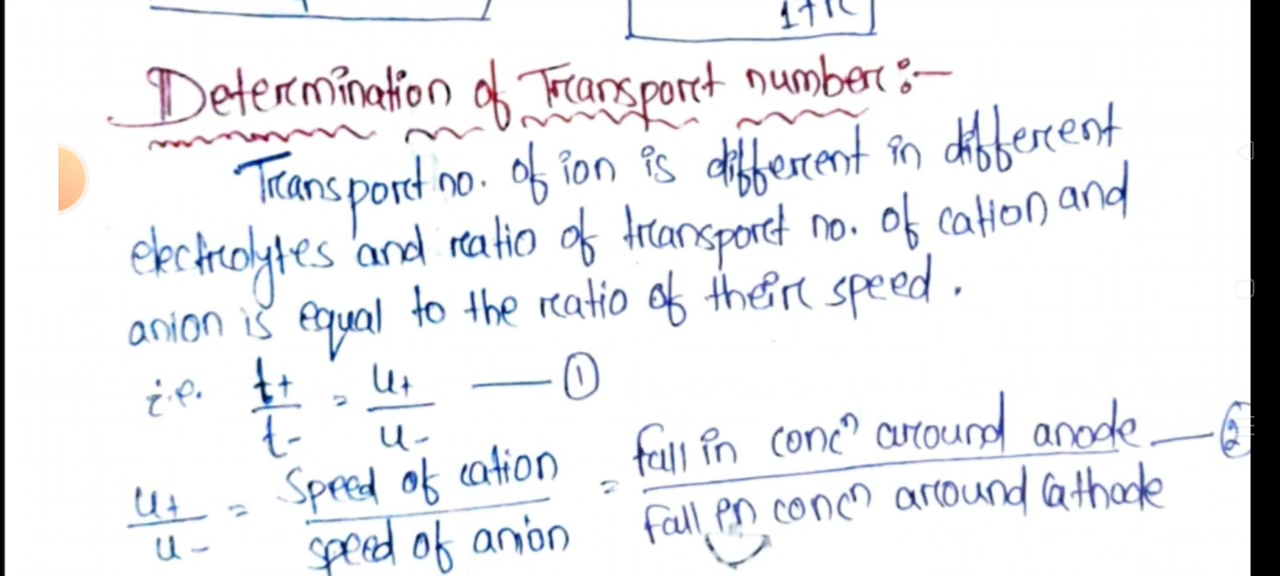 1+r
Determination of Transport number :-
Transport no. of ion is different in different
electrolytes and ratio of transport no. of cation and
anion is equal to the ratio of their speed.
i.e. t+/t- = u+/u- — ①
u+/u- = Speed of cation/speed of anion = fall in concⁿ around anode/Fall in concⁿ around Cathode — ②